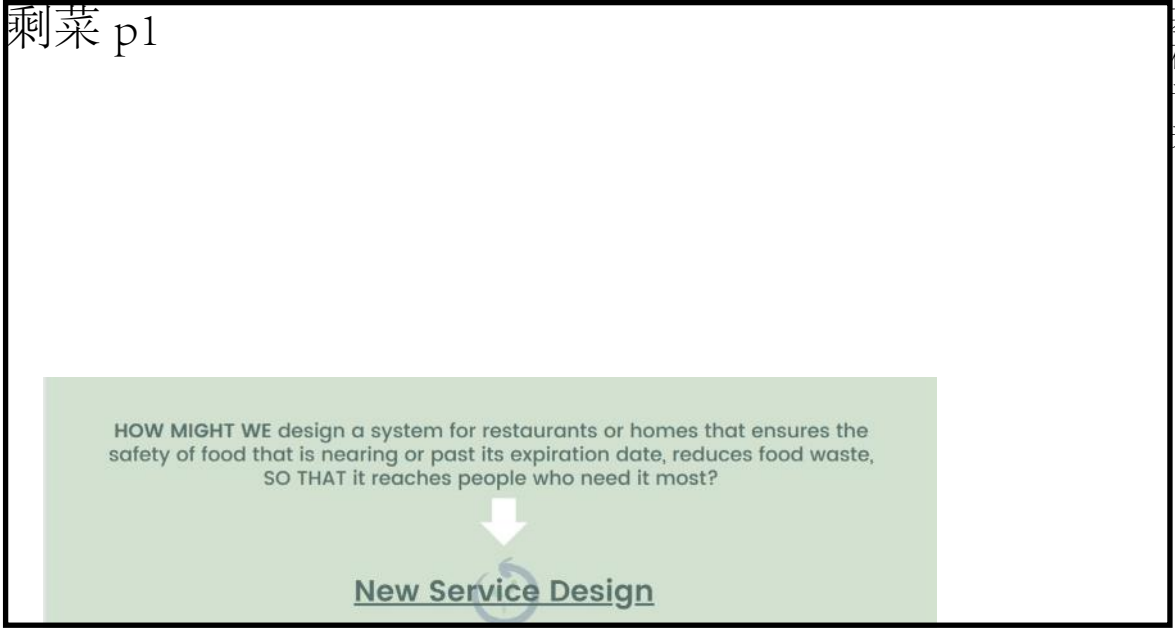 剩菜 p1
HOW MIGHT WE design a system for restaurants or homes that ensures the
safety of food that is nearing or past its expiration date, reduces food waste,
SO THAT it reaches people who need it most?
New Service Design